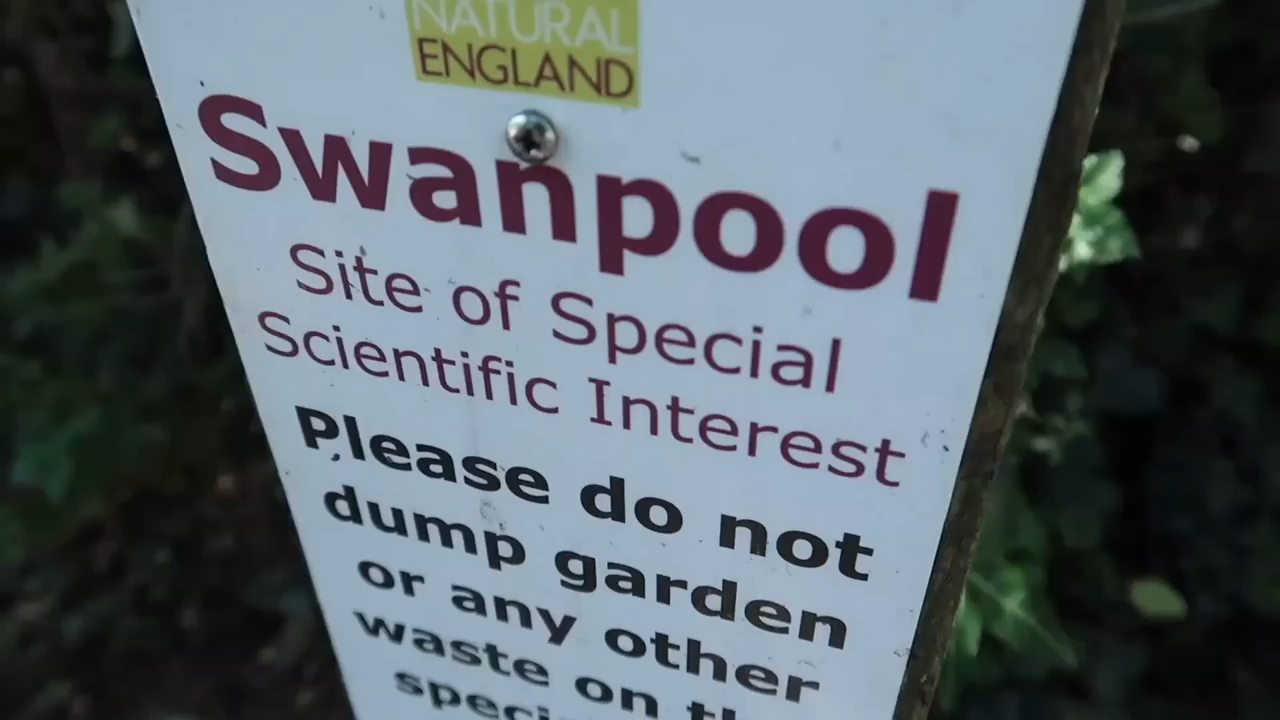 NATURAL
ENGLAND
Swanpool
Site of Special
Scientific Interest
Please do not
dump garden
or any other
waste on